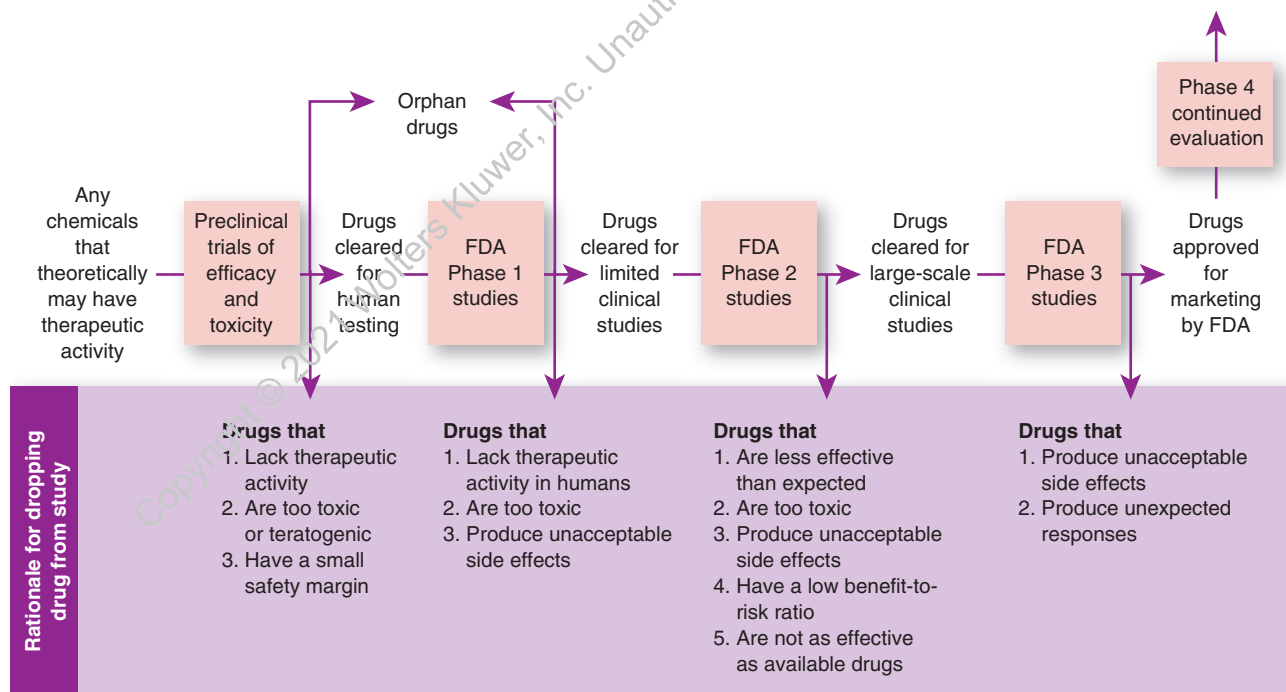 Copyright © 2021 Wolters Kluwer, Inc. Unauth
Orphan
drugs
Phase 4
continued
evaluation
Any
chemicals
that
theoretically
may have
therapeutic
activity
Preclinical
trials of
efficacy
and
toxicity
Drugs
cleared
for
human
testing
FDA
Phase 1
studies
Drugs
cleared for
limited
clinical
studies
FDA
Phase 2
studies
Drugs
cleared for
large-scale
clinical
studies
FDA
Phase 3
studies
Drugs
approved
for
marketing
by FDA
Rationale for dropping
drug from study
Drugs that
1. Lack therapeutic
activity
2. Are too toxic
or teratogenic
3. Have a small
safety margin
Drugs that
1. Lack therapeutic
activity in humans
2. Are too toxic
3. Produce unacceptable
side effects
Drugs that
1. Are less effective
than expected
2. Are too toxic
3. Produce unacceptable
side effects
4. Have a low benefit-to-
risk ratio
5. Are not as effective
as available drugs
Drugs that
1. Produce unacceptable
side effects
2. Produce unexpected
responses